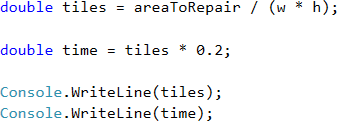 double tiles = areaToRepair / (w * h);
double time = tiles * 0.2;
Console.WriteLine(tiles);
Console.WriteLine(time);